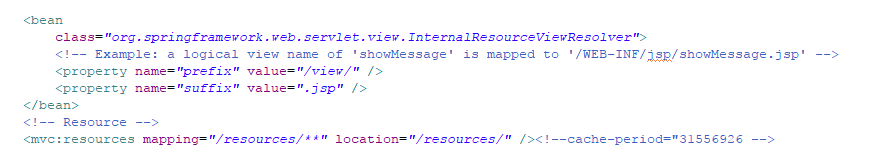 <bean
class="org.springframework.web.servlet.view.InternalResourceViewResolver">
<!-- Example: a logical view name of 'showMessage' is mapped to '/WEB-INF/jsp/showMessage.jsp' -->
<property name="prefix" value="/view/" />
<property name="suffix" value=".jsp" />
</bean>
<!-- Resource -->
<mvc:resources mapping="/resources/**" location="/resources/" /><!--cache-period="31556926 -->